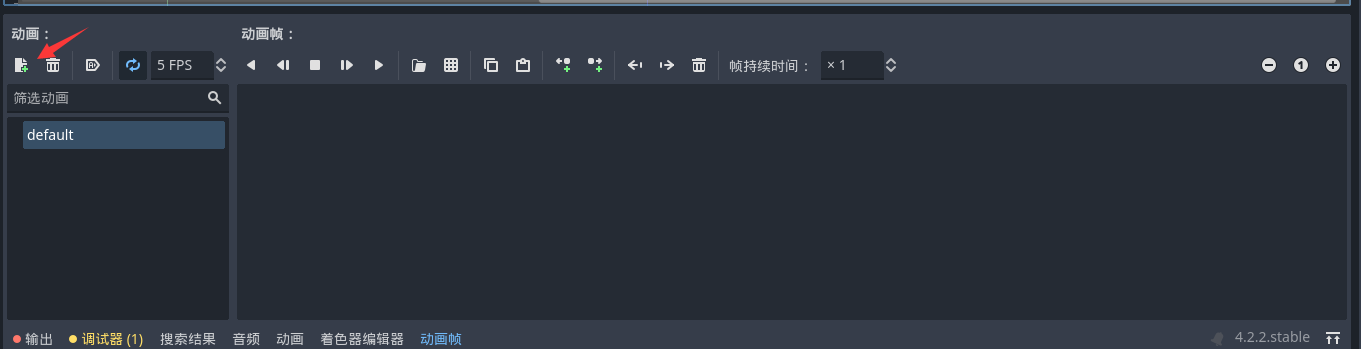 动画： 动画帧：
5 FPS 帧持续时间： × 1
筛选动画
default
输出 调试器 (1) 搜索结果 音频 动画 着色器编辑器 动画帧 4.2.2.stable